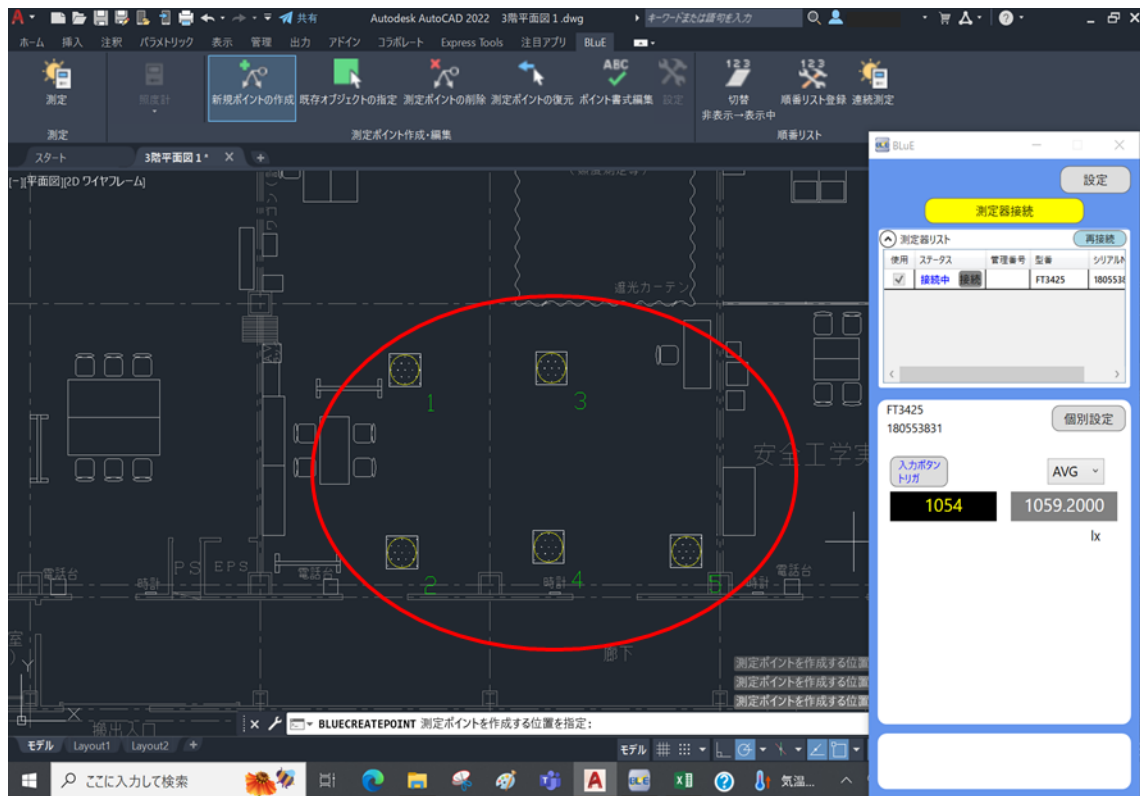 共有
Autodesk AutoCAD 2022 3階平面図1.dwg
キーワードまたは語句を入力
ホーム 挿入 注釈 パラメトリック 表示 管理 出力 アドイン コラボレート Express Tools 注目アプリ BLuE
測定
照度計
新規ポイントの作成
既存オブジェクトの指定
測定ポイントの削除
測定ポイントの復元
ABC
ポイント書式編集
設定
123
切替
非表示→表示中
123
順番リスト登録
連続測定
測定
測定ポイント作成・編集
順番リスト
スタート
3階平面図1*
[-][平面図][2D ワイヤフレーム]
遮光カーテン
1
3
安全工学実
2
4
5
PS
EPS
電話台
時計
電話台
時計
時計
電話台
廊下
室
Y
X
搬出入口
測定ポイントを作成する位置
測定ポイントを作成する位置
測定ポイントを作成する位置
BLUECREATEPOINT 測定ポイントを作成する位置を指定:
モデル Layout1 Layout2 +
モデル
ここに入力して検索
気温...
BLuE
設定
測定器接続
測定器リスト
再接続
使用 ステータス 管理番号 型番 シリアルN
接続中 接続 FT3425 1805538
FT3425
180553831
個別設定
入力ボタン
トリガ
AVG
1054
1059.2000
lx